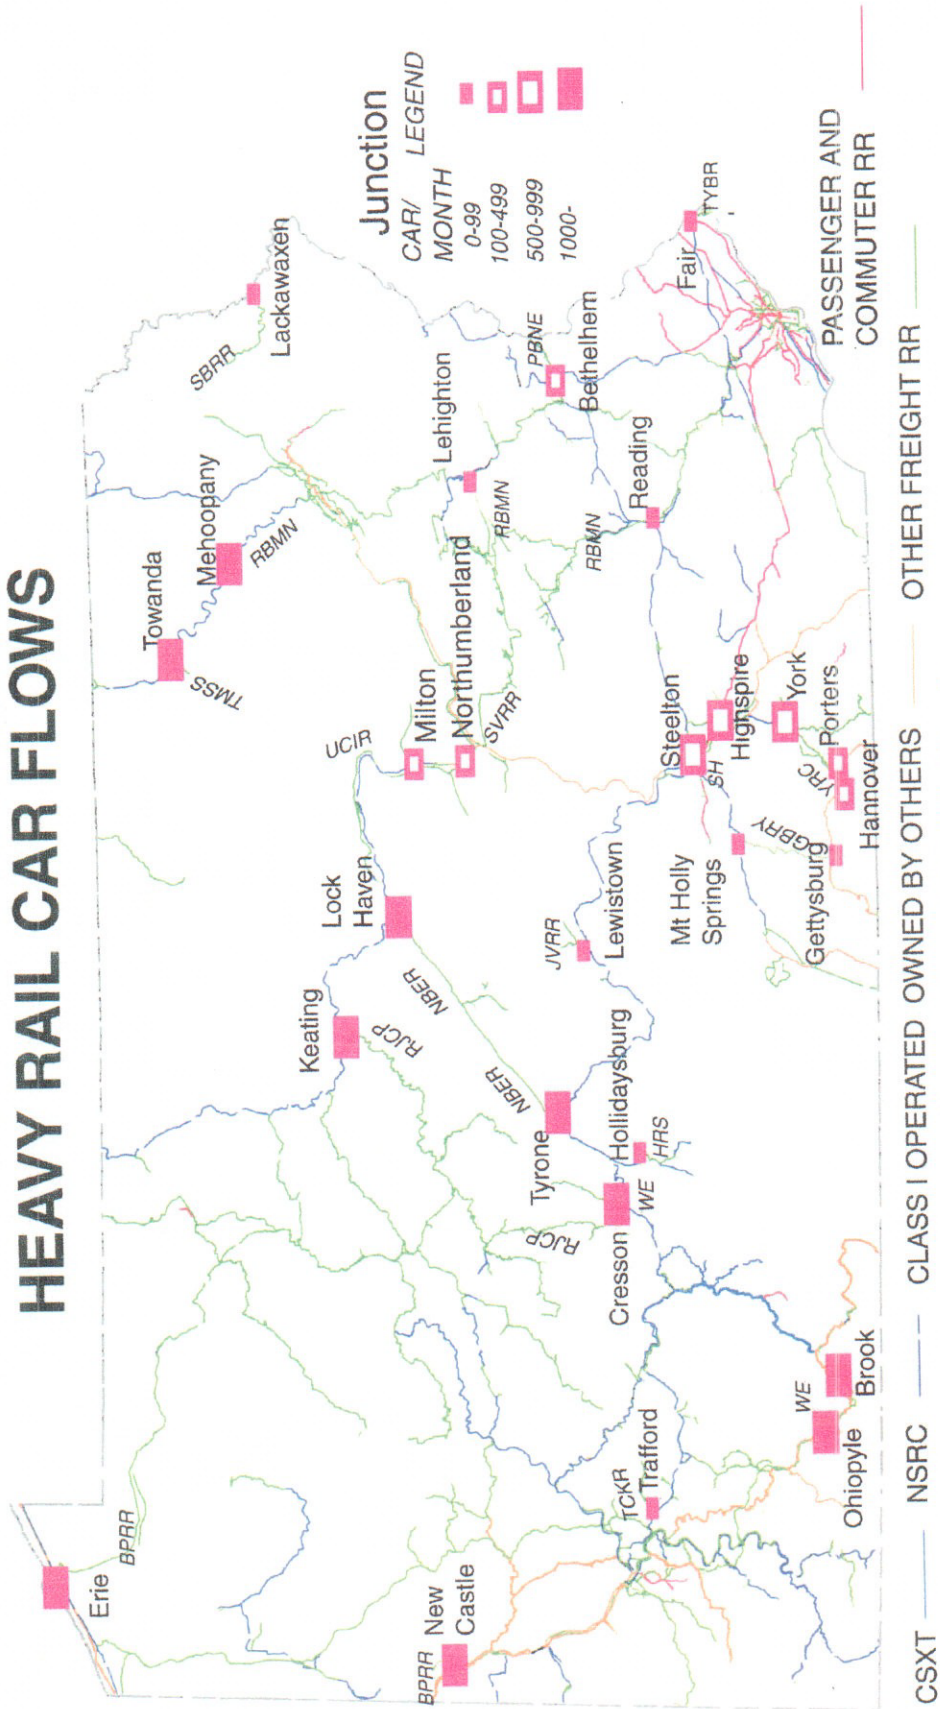 HEAVY RAIL CAR FLOWS
Junction
CAR/ LEGEND
MONTH
0-99
100-499
500-999
1000-
Erie
BPRR
BPRR
New
Castle
TCKR
Trafford
Ohiopyle
WE
Brook
Cresson
RJCP
WE
Hollidaysburg
HRS
Tyrone
NBER
NBER
Keating
RJCP
Lock
Haven
JVRR
Lewistown
UCIR
Milton
Northumberland
SVRR
Towanda
TMSS
Mehoopany
RBMN
SBRR
Lackawaxen
Lehighton
RBMN
RBMN
Reading
PBNE
Bethelhem
Fair
TYBR
Steelton
SH
Highspire
York
Porters
YRC
Hannover
Mt Holly
Springs
GBRY
Gettysburg
CSXT
NSRC
CLASS I OPERATED OWNED BY OTHERS
OTHER FREIGHT RR
PASSENGER AND
COMMUTER RR